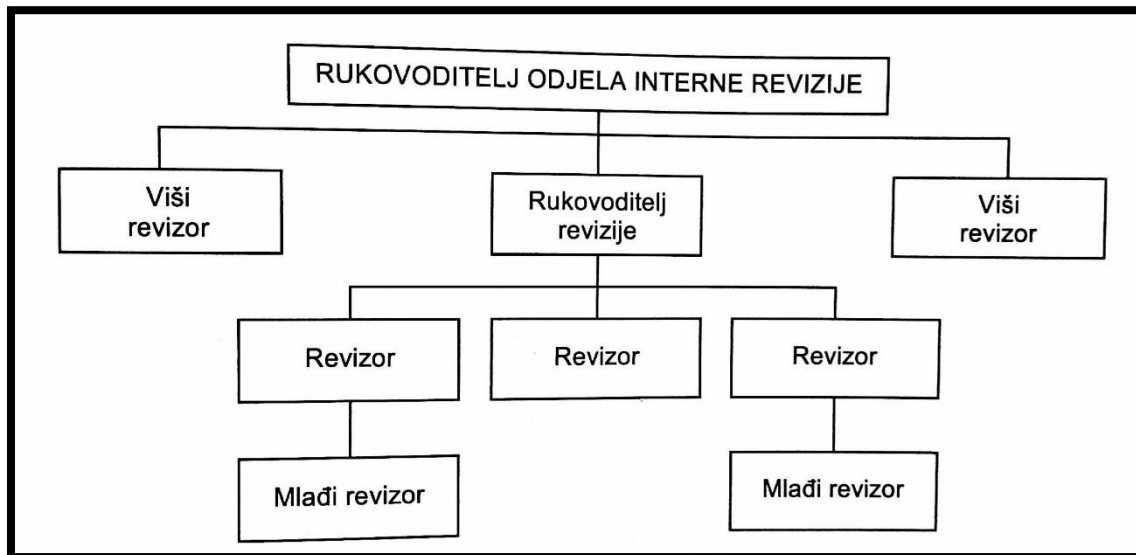 RUKOVODITELJ ODJELA INTERNE REVIZIJE
Viši
revizor
Rukovoditelj
revizije
Viši
revizor
Revizor
Revizor
Revizor
Mlađi revizor
Mlađi revizor